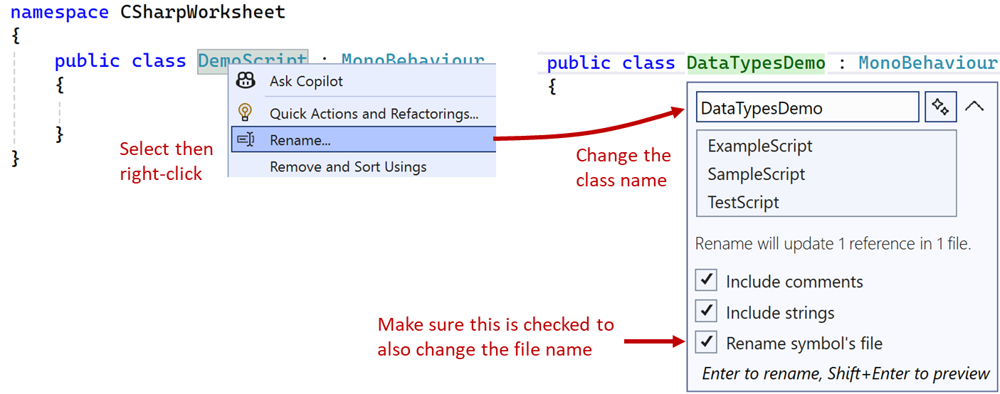 namespace CSharpWorksheet
{
public class DemoScript : MonoBehaviour
{
}
}
Ask Copilot
Quick Actions and Refactorings...
Rename...
Remove and Sort Usings
Select then
right-click
public class DataTypesDemo : MonoBehaviour
{
DataTypesDemo
ExampleScript
SampleScript
TestScript
Change the
class name
Rename will update 1 reference in 1 file.
Include comments
Include strings
Rename symbol's file
Enter to rename, Shift+Enter to preview
Make sure this is checked to
also change the file name